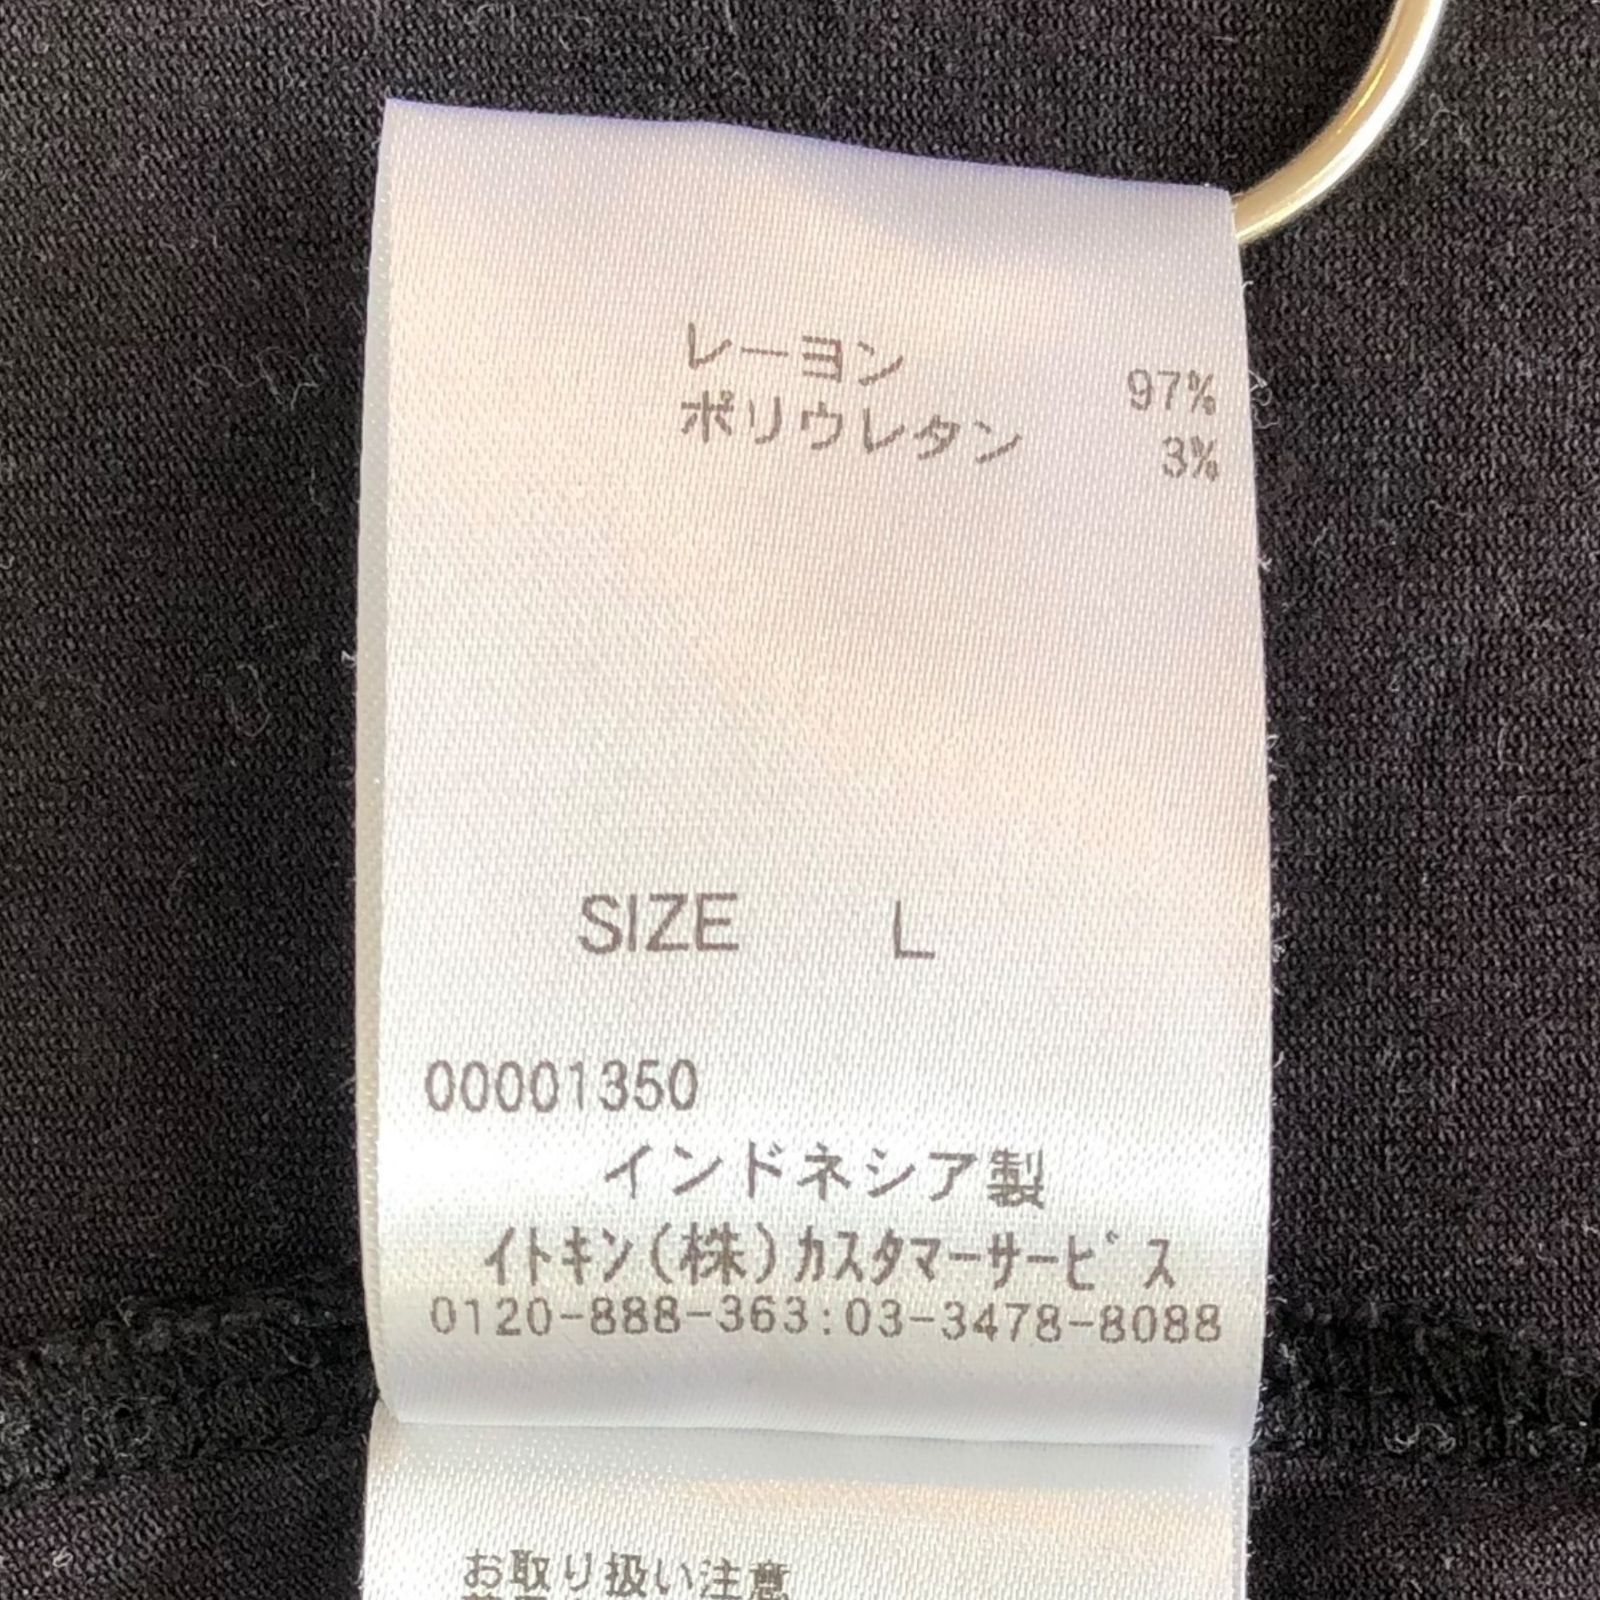 レーヨン 97%
ポリウレタン 3%
SIZE L
00001350
インドネシア製
イトキン(株)カスタマーサービス
0120-888-363:03-3478-8088
お取り扱い注意